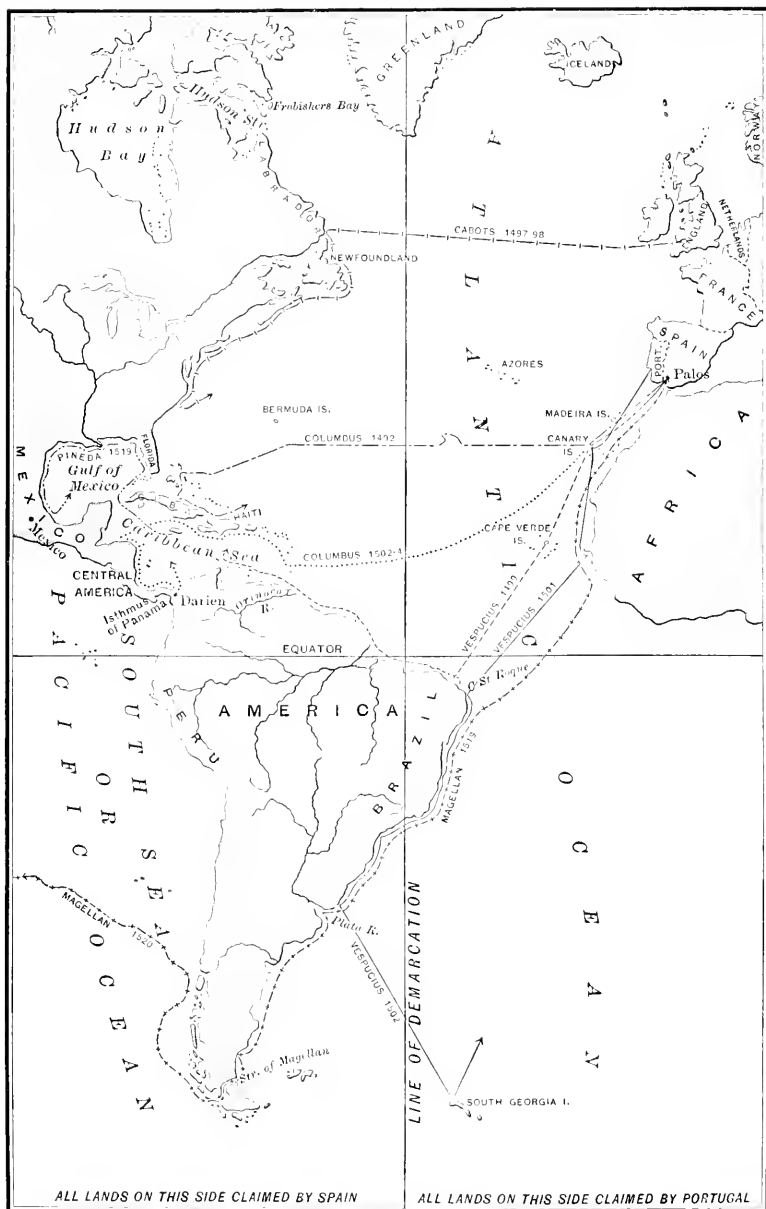 GREENLAND
ICELAND
Hudson Str.
Frobishers Bay
Hudson
Bay
LABRADOR
NORWAY
ENGLAND
NETHERLANDS
CABOTS 1497-98
NEWFOUNDLAND
FRANCE
SPAIN
PORT
Palos
AZORES
ATLANTIC
OCEAN
BERMUDA IS.
MADEIRA IS.
COLUMBUS 1492
CANARY
IS
FLORIDA
PINEDA 1519
Gulf of
Mexico
MEXICO
Mexico
HAITI
AFRICA
CAPE VERDE
IS.
Caribbean Sea
COLUMBUS 1502-4
CENTRAL
AMERICA
Isthmus
of Panama
Darien
Orinoco
R.
VESPUCIUS 1499
VESPUCIUS 1501
EQUATOR
C. St Roque
PERU
AMERICA
BRAZIL
MAGELLAN 1519
SOUTH SEA
OR
PACIFIC OCEAN
MAGELLAN 1520
Plata R.
VESPUCIUS 1502
LINE OF DEMARCATION
Str. of Magellan
SOUTH GEORGIA I.
ALL LANDS ON THIS SIDE CLAIMED BY SPAIN
ALL LANDS ON THIS SIDE CLAIMED BY PORTUGAL